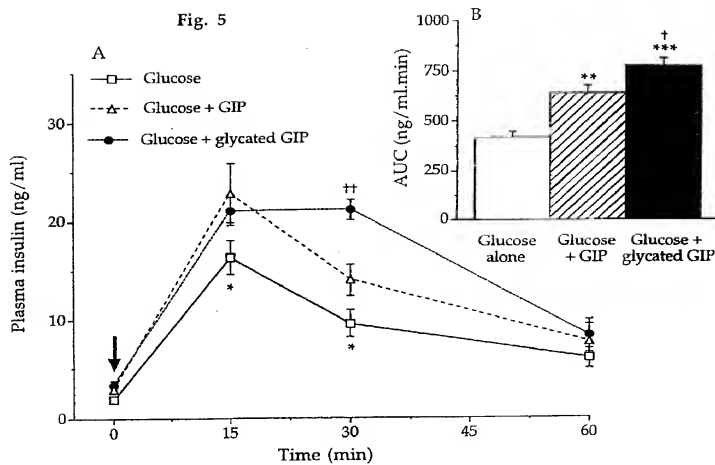 Fig. 5
A
Glucose
Glucose + GIP
Glucose + glycated GIP
Plasma insulin (ng/ml)
30
20
10
0
††
*
*
0
15
30
45
60
Time (min)
B
AUC (ng/ml.min)
1000
750
500
250
0
**
†
***
Glucose alone
Glucose + GIP
Glucose + glycated GIP